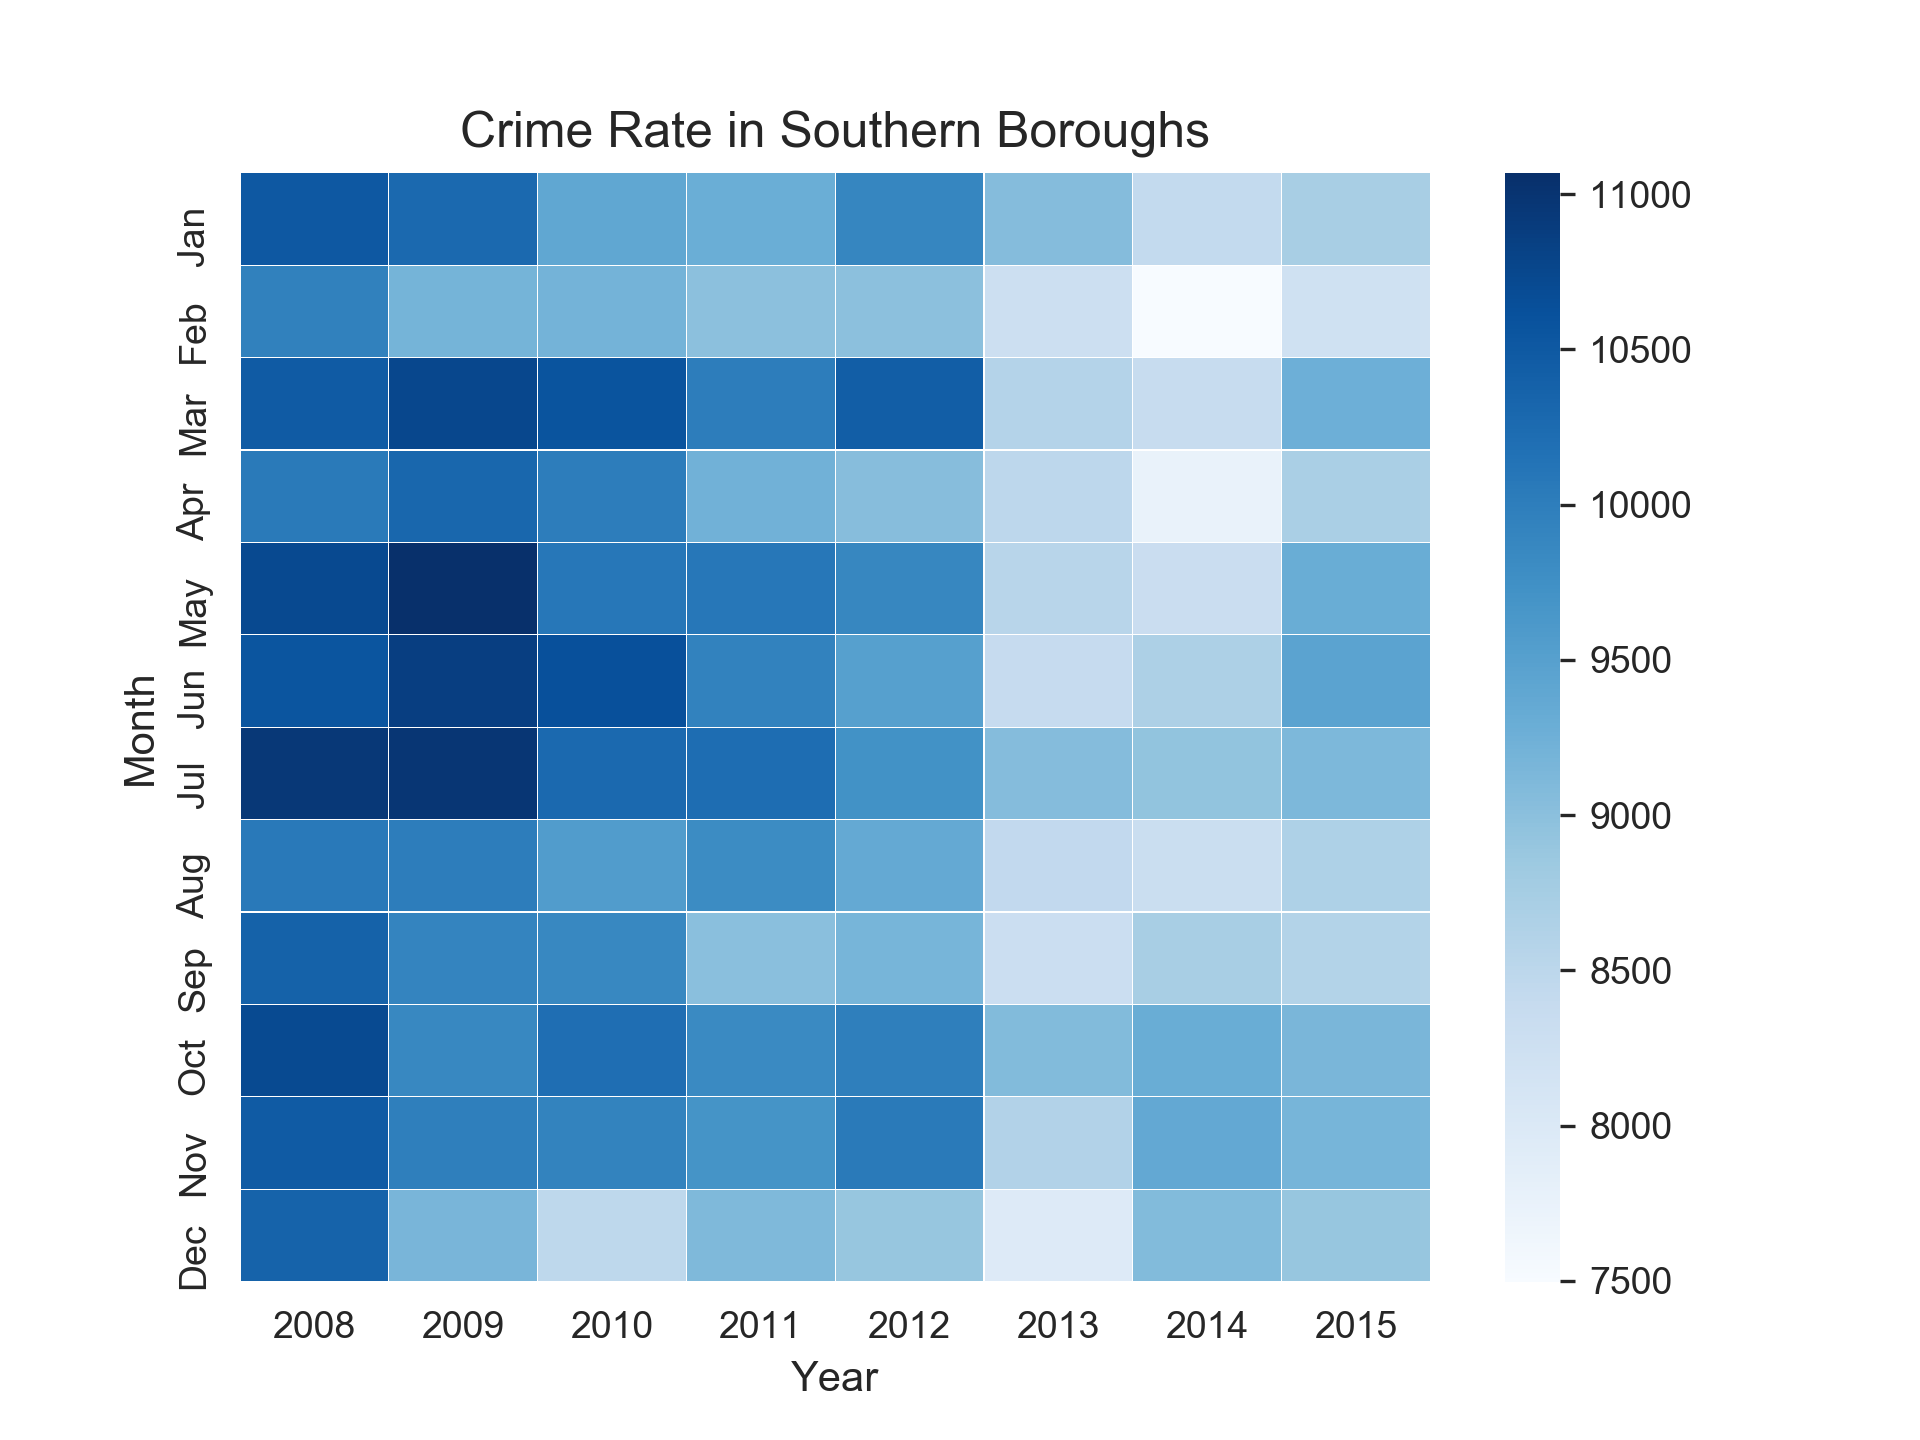 Crime Rate in Southern Boroughs
Jan
Feb
Mar
Apr
May
Jun
Jul
Aug
Sep
Oct
Nov
Dec
Month
2008 2009 2010 2011 2012 2013 2014 2015
Year
11000
10500
10000
9500
9000
8500
8000
7500